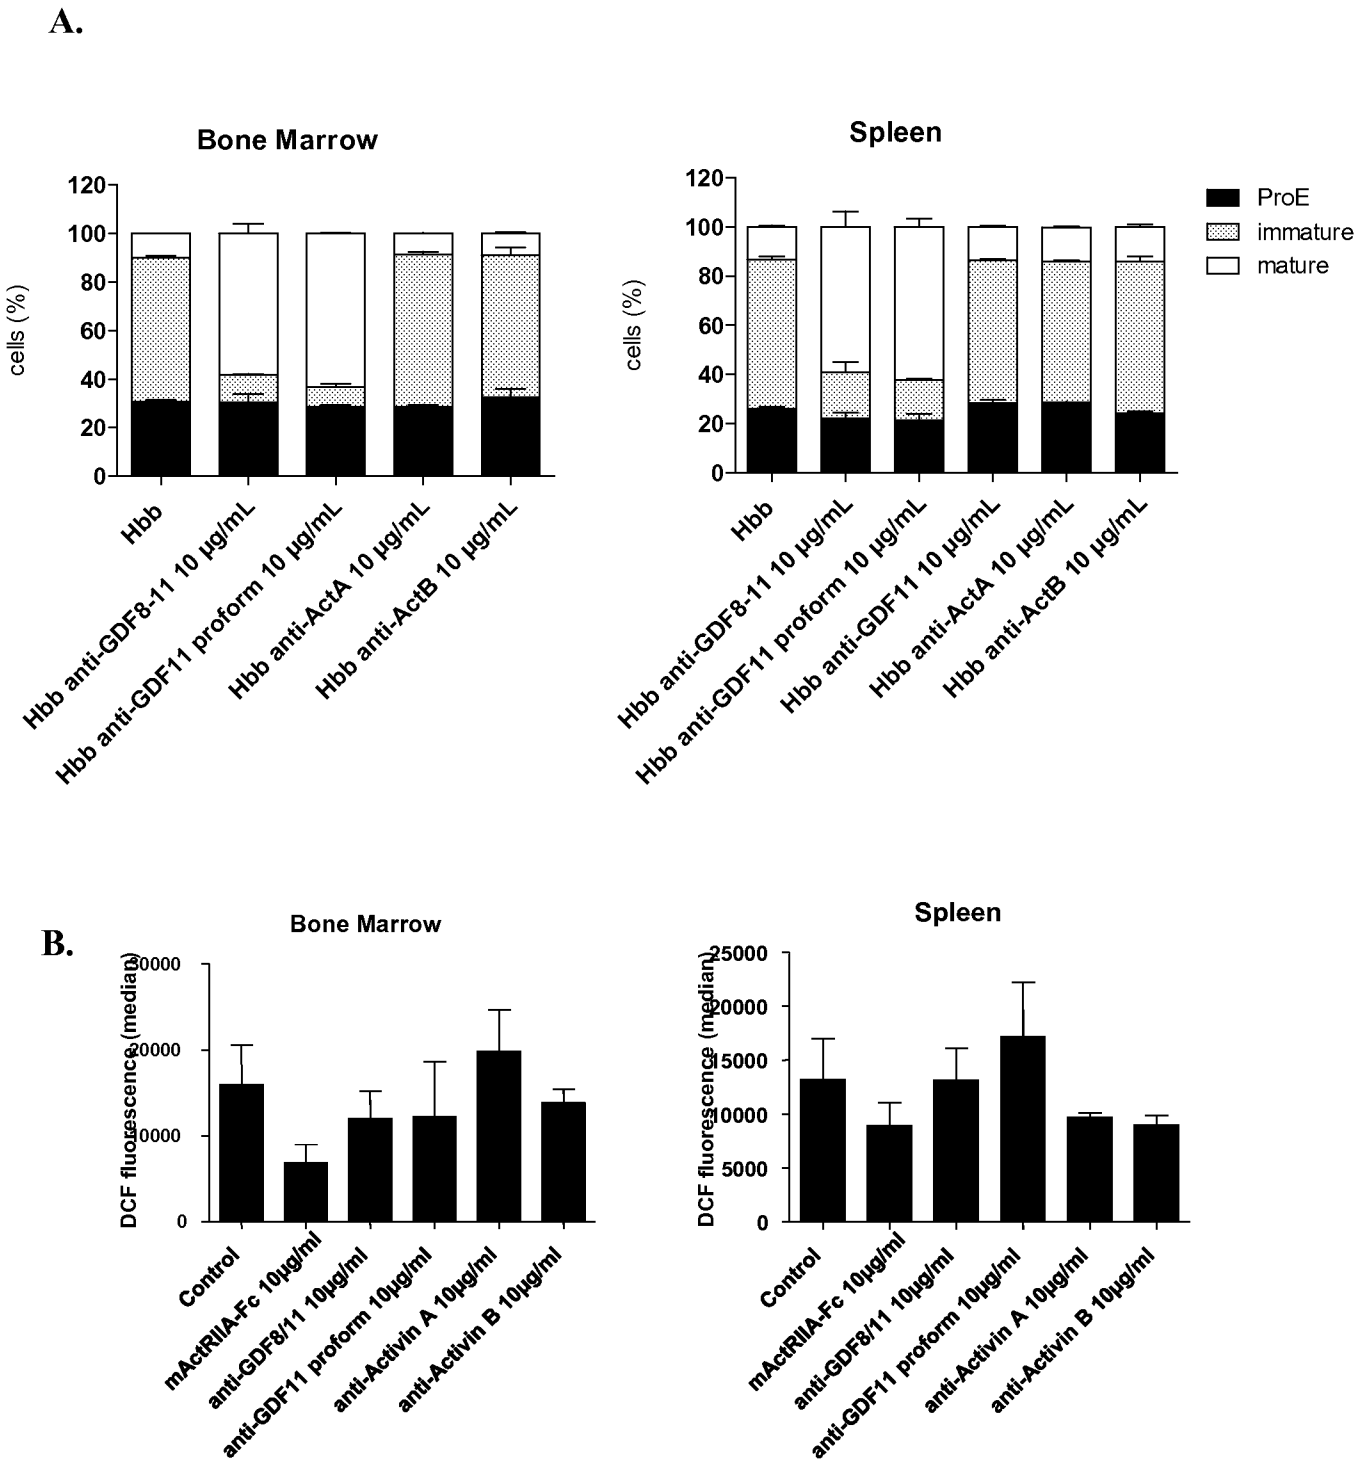 A.
Bone Marrow
cells (%)
120
100
80
60
40
20
0
Hbb
Hbb anti-GDF8-11 10 µg/mL
Hbb anti-GDF11 proform 10 µg/mL
Hbb anti-ActA 10 µg/mL
Hbb anti-ActB 10 µg/mL
Spleen
cells (%)
120
100
80
60
40
20
0
Hbb
Hbb anti-GDF8-11 10 µg/mL
Hbb anti-GDF11 proform 10 µg/mL
Hbb anti-GDF11 10 µg/mL
Hbb anti-ActA 10 µg/mL
Hbb anti-ActB 10 µg/mL
ProE
immature
mature
B.
Bone Marrow
DCF fluorescence (median)
30000
20000
10000
0
Control
mActRIIA-Fc 10µg/ml
anti-GDF8/11 10µg/ml
anti-GDF11 proform 10µg/ml
anti-Activin A 10µg/ml
anti-Activin B 10µg/ml
Spleen
DCF fluorescence (median)
25000
20000
15000
10000
5000
0
Control
mActRIIA-Fc 10µg/ml
anti-GDF8/11 10µg/ml
anti-GDF11 proform 10µg/ml
anti-Activin A 10µg/ml
anti-Activin B 10µg/ml